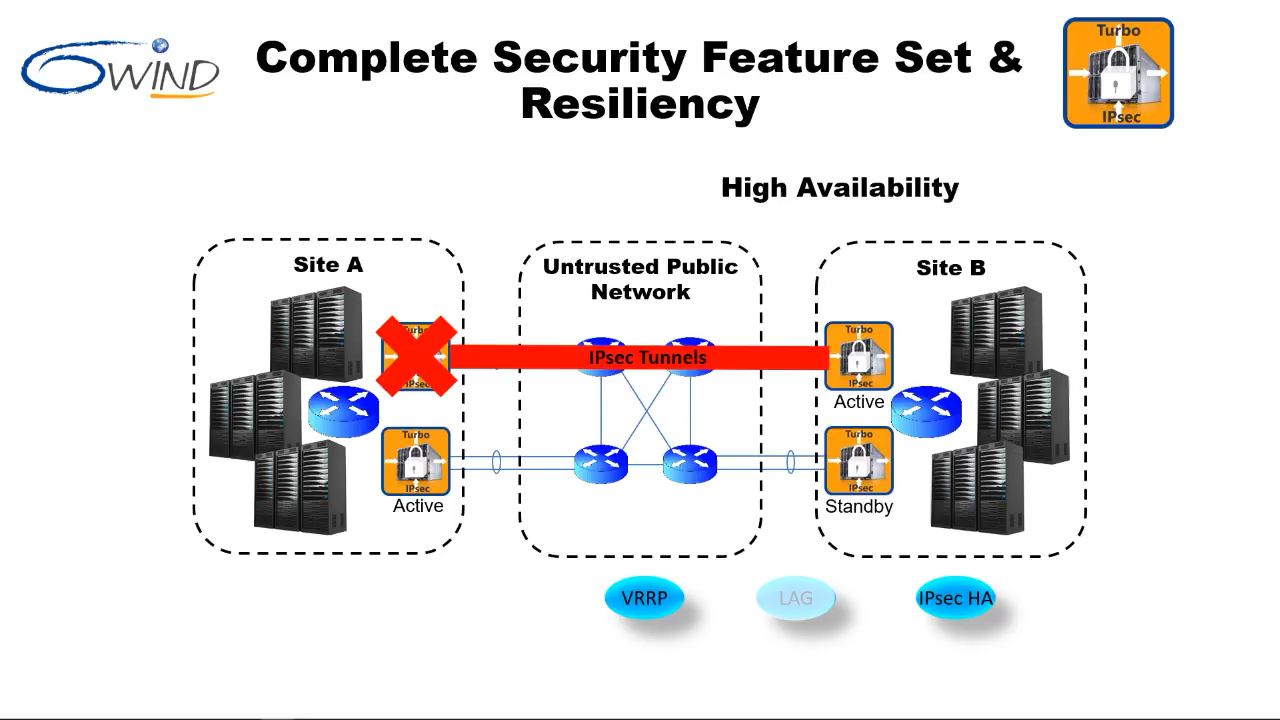 6WIND
Complete Security Feature Set &
Resiliency
Turbo
IPsec
High Availability
Site A
Untrusted Public
Network
Site B
Turbo
IPsec
IPsec Tunnels
Turbo
IPsec
Active
Turbo
IPsec
Active
Turbo
IPsec
Standby
VRRP
LAG
IPsec HA